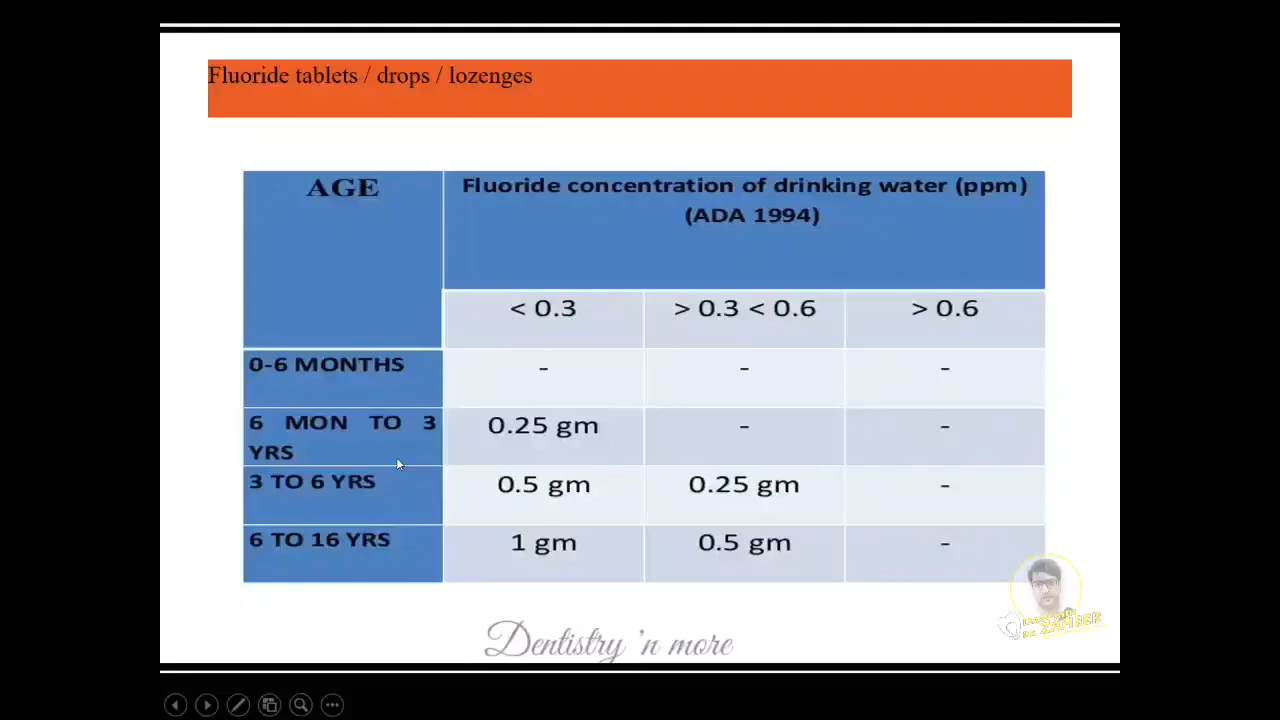 Fluoride tablets / drops / lozenges
AGE
Fluoride concentration of drinking water (ppm)
(ADA 1994)
< 0.3
> 0.3 < 0.6
> 0.6
0-6 MONTHS
-
-
-
6 MON TO 3
YRS
0.25 gm
-
-
3 TO 6 YRS
0.5 gm
0.25 gm
-
6 TO 16 YRS
1 gm
0.5 gm
-
Dentistry 'n more